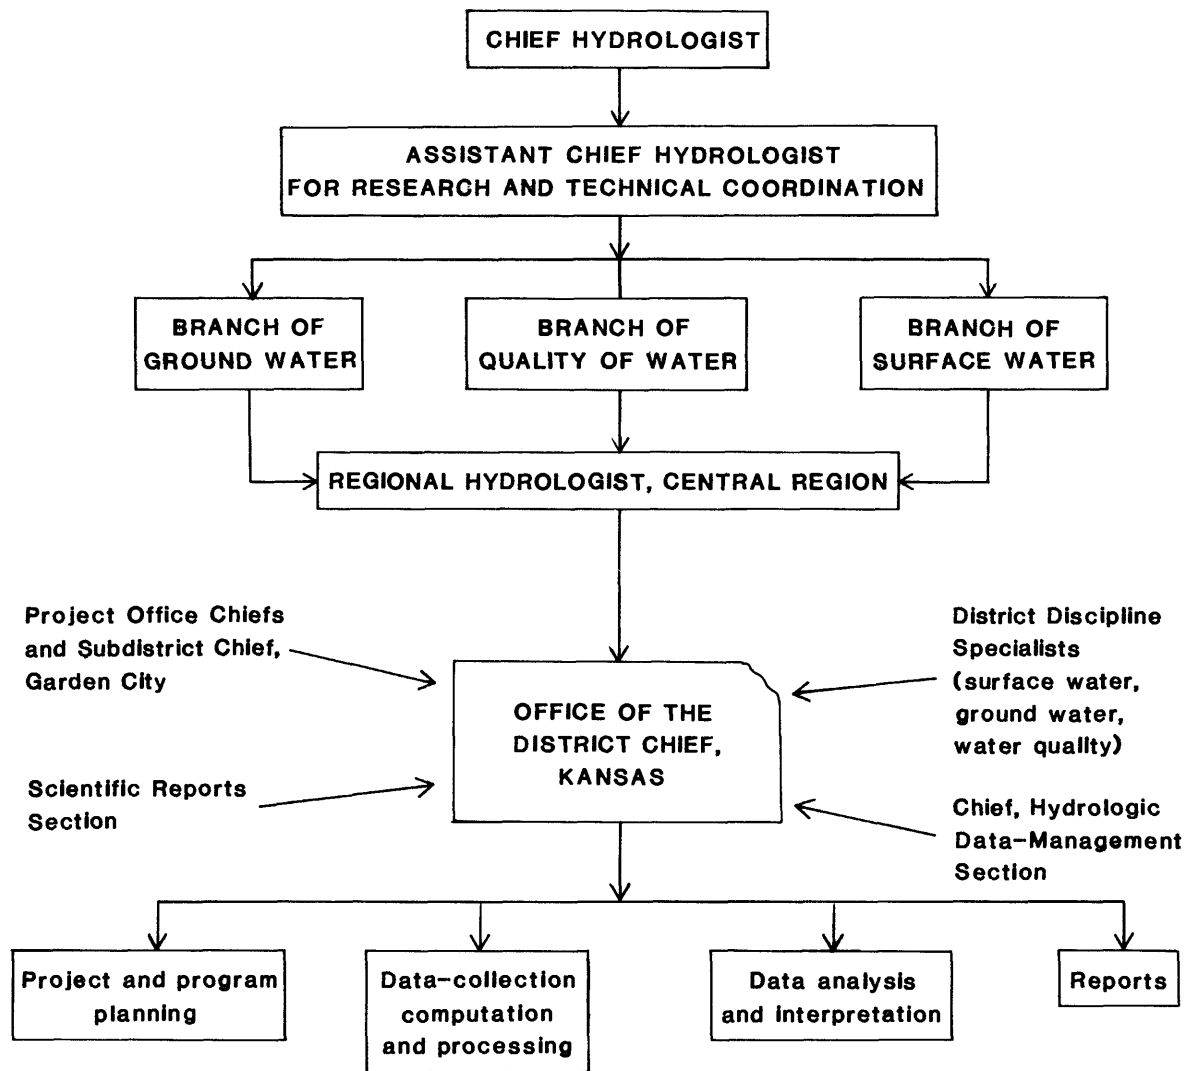 CHIEF HYDROLOGIST
ASSISTANT CHIEF HYDROLOGIST
FOR RESEARCH AND TECHNICAL COORDINATION
BRANCH OF
GROUND WATER
BRANCH OF
QUALITY OF WATER
BRANCH OF
SURFACE WATER
REGIONAL HYDROLOGIST, CENTRAL REGION
Project Office Chiefs
and Subdistrict Chief,
Garden City
District Discipline
Specialists
(surface water,
ground water,
water quality)
OFFICE OF THE
DISTRICT CHIEF,
KANSAS
Scientific Reports
Section
Chief, Hydrologic
Data-Management
Section
Project and program
planning
Data-collection
computation
and processing
Data analysis
and interpretation
Reports